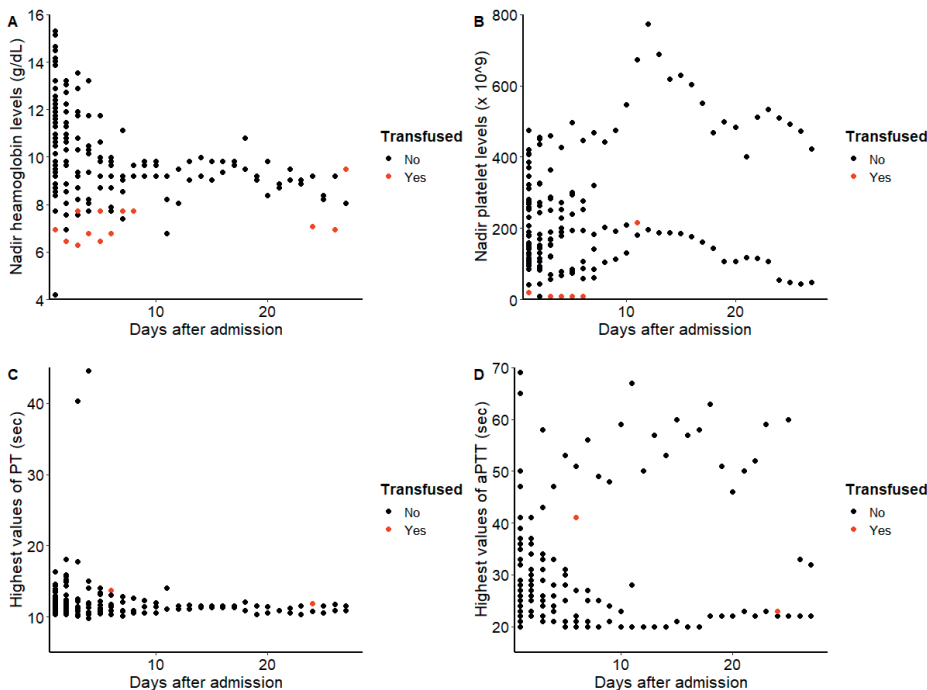 A
Nadir heamoglobin levels (g/dL)
16
14
12
10
8
6
4
10
20
Days after admission
Transfused
No
Yes
B
Nadir platelet levels (x 10^9)
800
600
400
200
0
10
20
Days after admission
Transfused
No
Yes
C
Highest values of PT (sec)
40
30
20
10
10
20
Days after admission
Transfused
No
Yes
D
Highest values of aPTT (sec)
70
60
50
40
30
20
10
20
Days after admission
Transfused
No
Yes